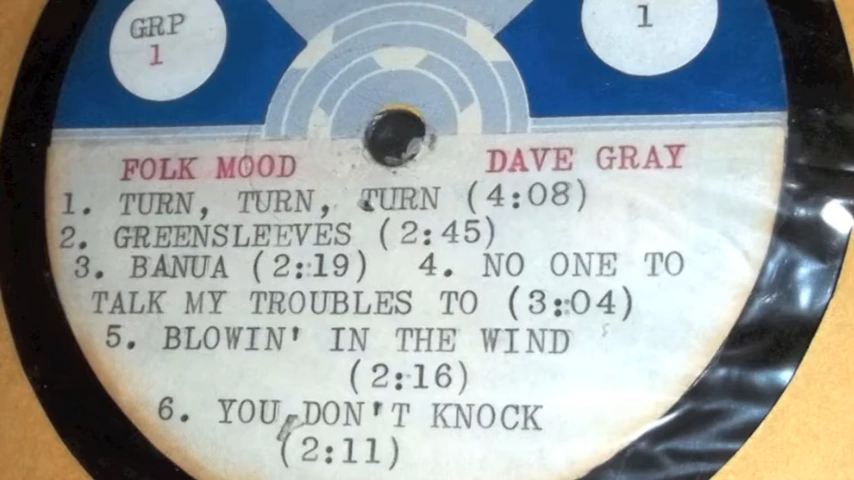 GRP
1
1
FOLK MOOD DAVE GRAY
1. TURN, TURN, TURN (4:08)
2. GREENSLEEVES (2:45)
3. BANUA (2:19) 4. NO ONE TO
TALK MY TROUBLES TO (3:04)
5. BLOWIN' IN THE WIND
(2:16)
6. YOU DON'T KNOCK
(2:11)